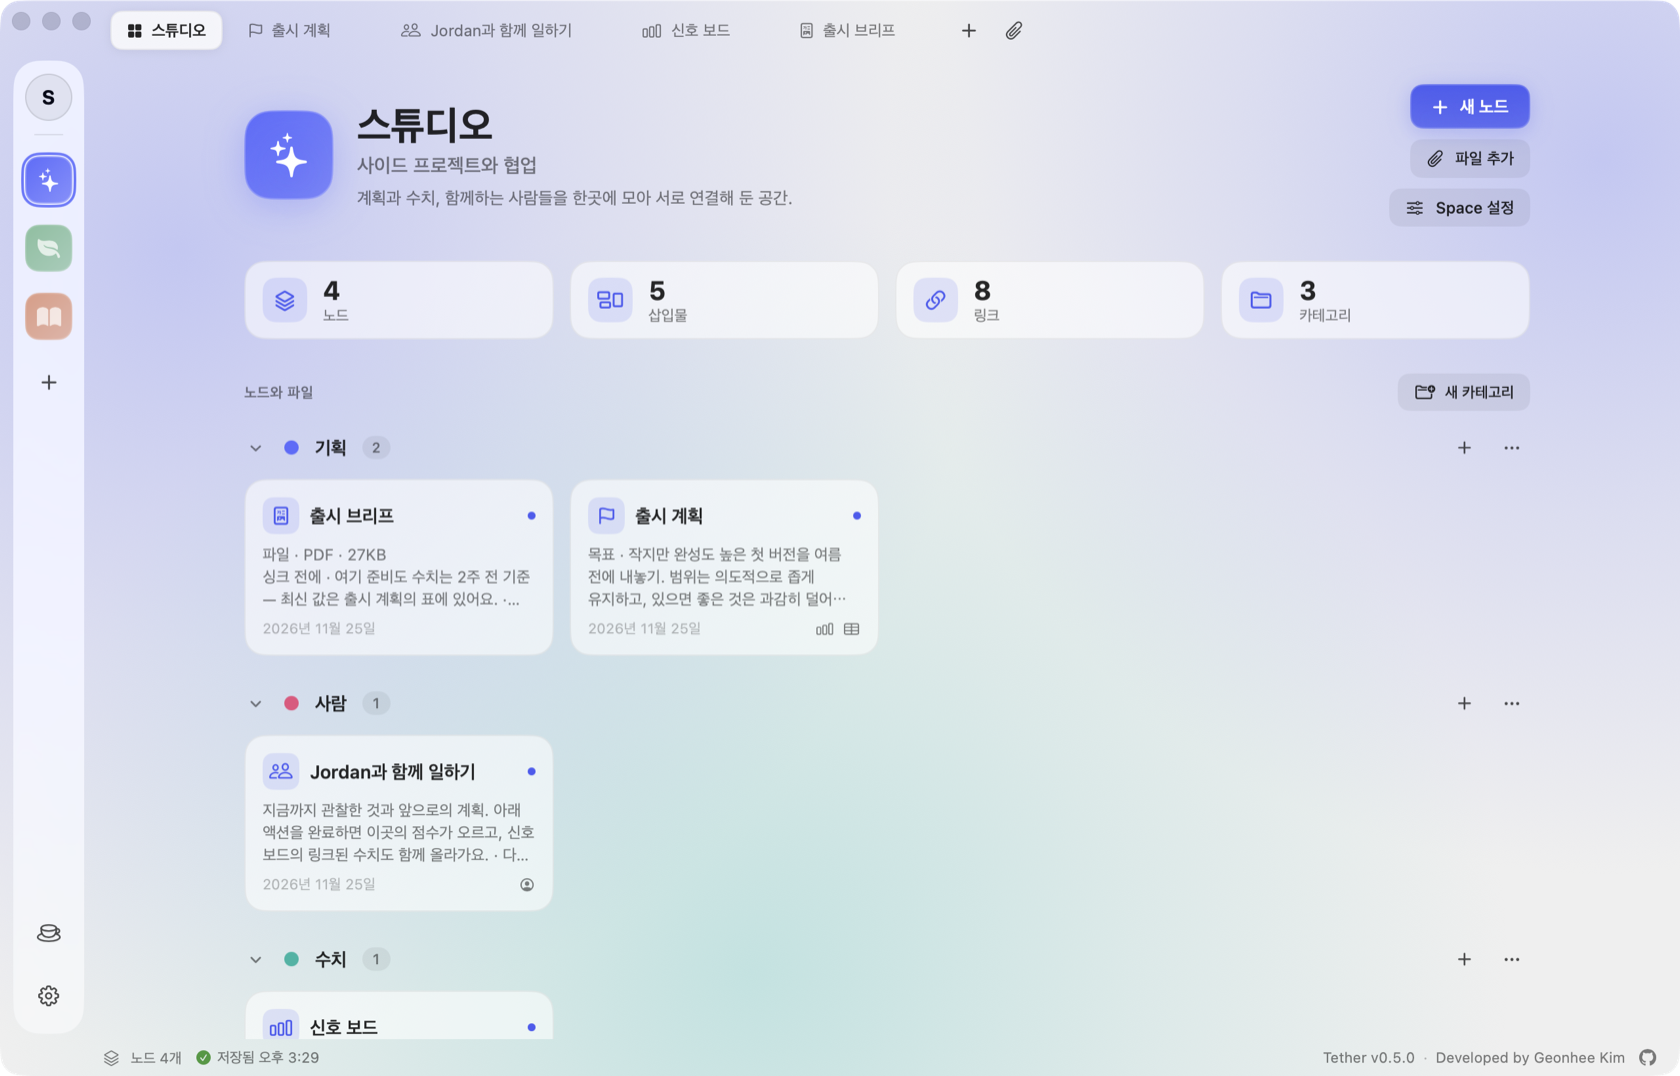 스튜디오
출시 계획
Jordan과 함께 일하기
신호 보드
출시 브리프
S
스튜디오
사이드 프로젝트와 협업
계획과 수치, 함께하는 사람들을 한곳에 모아 서로 연결해 둔 공간.
새 노드
파일 추가
Space 설정
4
노드
5
삽입물
8
링크
3
카테고리
노드와 파일
새 카테고리
기획 2
출시 브리프
파일 · PDF · 27KB
싱크 전에 · 여기 준비도 수치는 2주 전 기준
— 최신 값은 출시 계획의 표에 있어요. ·...
2026년 11월 25일
출시 계획
목표 · 작지만 완성도 높은 첫 버전을 여름
전에 내놓기. 범위는 의도적으로 좁게
유지하고, 있으면 좋은 것은 과감히 덜어…
2026년 11월 25일
사람 1
Jordan과 함께 일하기
지금까지 관찰한 것과 앞으로의 계획. 아래
액션을 완료하면 이곳의 점수가 오르고, 신호
보드의 링크된 수치도 함께 올라가요. · 다...
2026년 11월 25일
수치 1
신호 보드
노드 4개
저장됨 오후 3:29
Tether v0.5.0 · Developed by Geonhee Kim